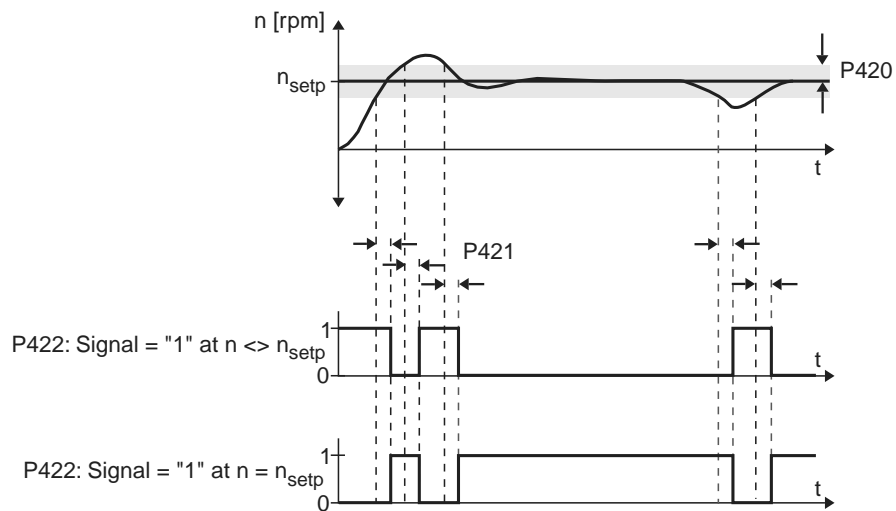 n [rpm]
n_setp
P420
t
P421
P422: Signal = "1" at n <> n_setp
1
0
t
P422: Signal = "1" at n = n_setp
1
0
t